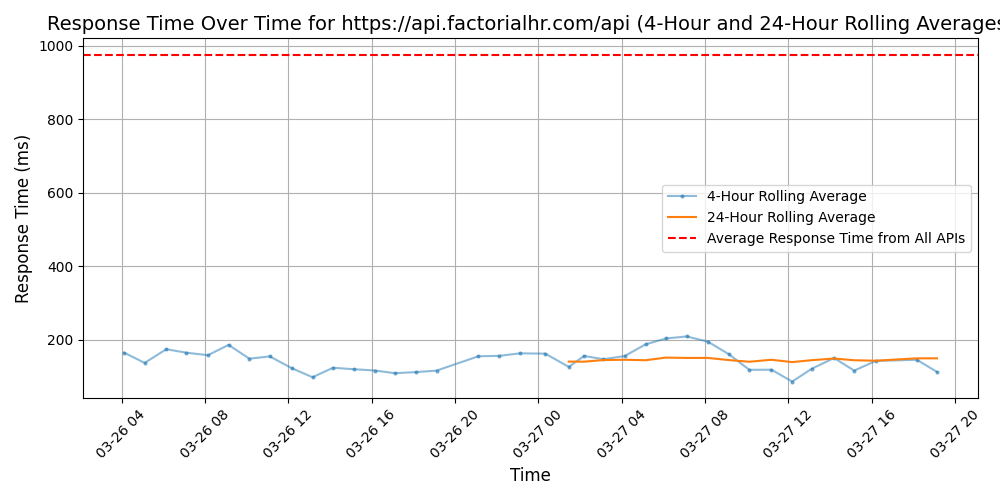 Response Time Over Time for https://api.factorialhr.com/api (4-Hour and 24-Hour Rolling Averages
Response Time (ms)
1000
800
600
400
200
4-Hour Rolling Average
24-Hour Rolling Average
Average Response Time from All APIs
03-26 04
03-26 08
03-26 12
03-26 16
03-26 20
03-27 00
03-27 04
03-27 08
03-27 12
03-27 16
03-27 20
Time